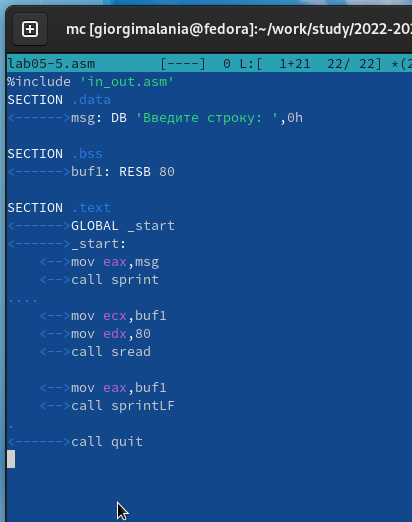 mc [giorgimalania@fedora]:~/work/study/2022-20
lab05-5.asm [----] 0 L:[ 1+21 22/ 22] *(2
%include 'in_out.asm'
SECTION .data
<------>msg: DB 'Введите строку: ',0h
SECTION .bss
<------>buf1: RESB 80
SECTION .text
<------>GLOBAL _start
<------>_start:
<-->mov eax,msg
<-->call sprint
....
<-->mov ecx,buf1
<-->mov edx,80
<-->call sread
<-->mov eax,buf1
<-->call sprintLF
.
<------>call quit